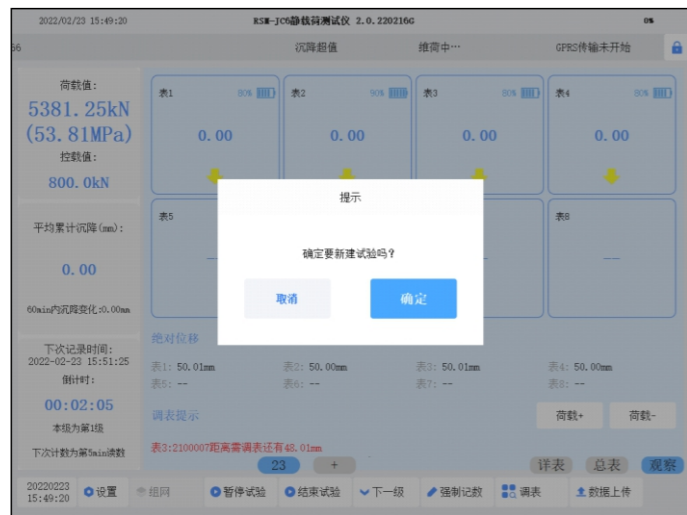 2022/02/23 15:49:20
RSM-JC6静载荷测试仪 2.0.220216G
0%
66
沉降超值
维荷中…
GPRS传输未开始
荷载值:
5381.25kN
(53.81MPa)
控载值:
800.0kN
平均累计沉降(mm):
0.00
60min内沉降变化:0.00mm
下次记录时间:
2022-02-23 15:51:25
倒计时:
00:02:05
本级为第1级
下次计数为第5min读数
表1 90%
0.00
表2 90%
0.00
表3 80%
0.00
表4 80%
0.00
表5
表8
--
提示
确定要新建试验吗?
取消
确定
绝对位移
表1: 50.01mm
表2: 50.00mm
表3: 50.01mm
表4: 50.00mm
表5: --
表6: --
表7: --
表8: --
调表提示
荷载+
荷载-
表3:2100007距离需调表还有48.01mm
23
+
详表
总表
观察
20220223
15:49:20
设置
组网
暂停试验
结束试验
下一级
强制记数
调表
数据上传